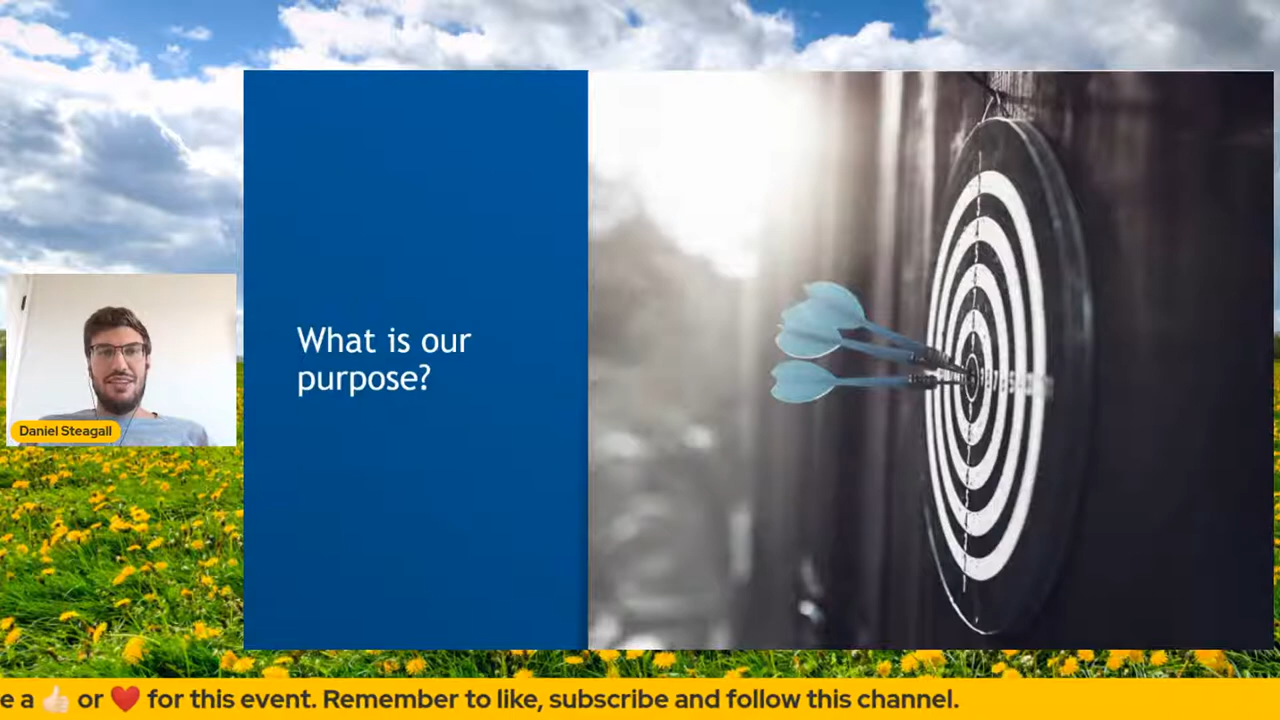 What is our
purpose?
Daniel Steagall
e a 👍🏻 or ❤️ for this event. Remember to like, subscribe and follow this channel.